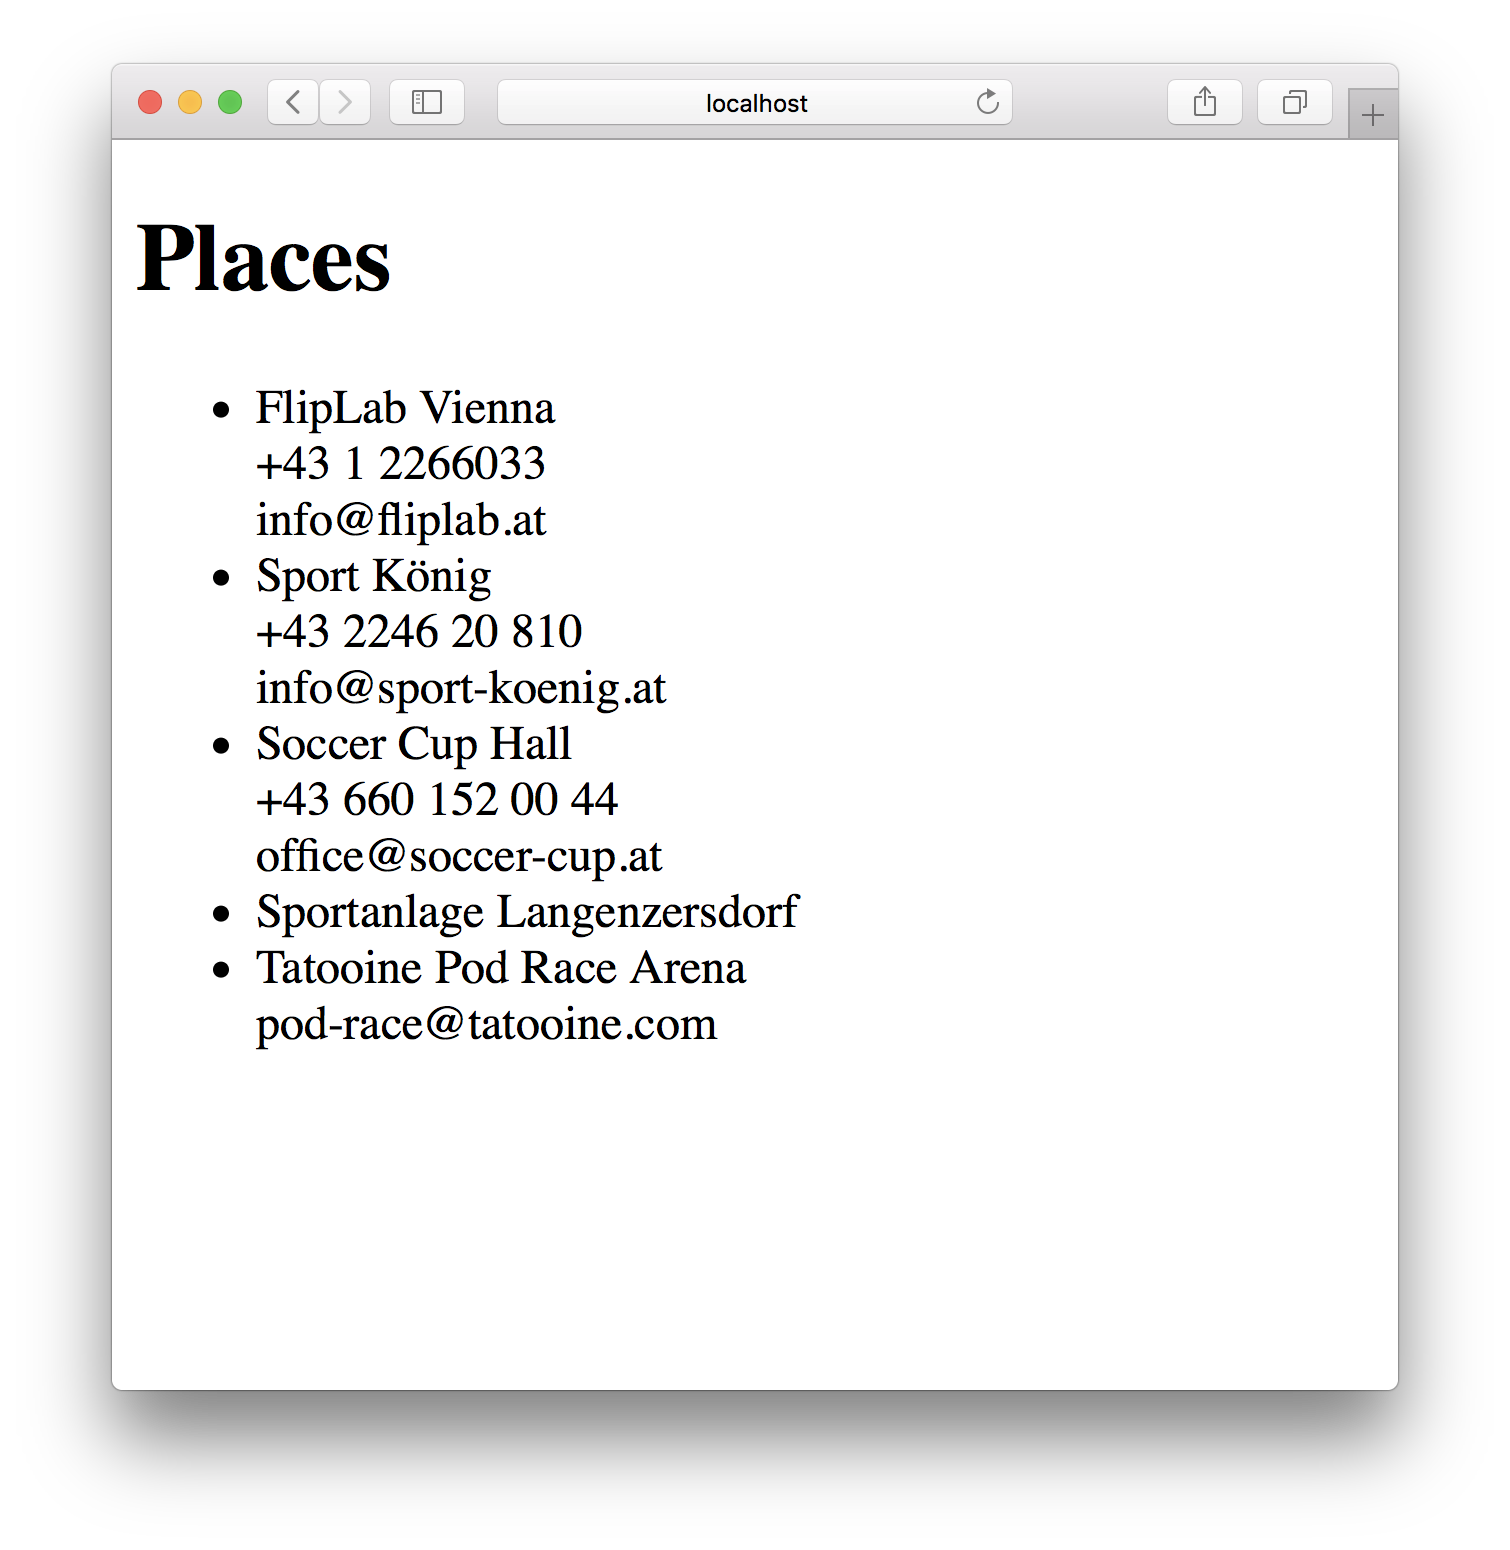 localhost
Places
FlipLab Vienna
+43 1 2266033
info@fliplab.at
Sport König
+43 2246 20 810
info@sport-koenig.at
Soccer Cup Hall
+43 660 152 00 44
office@soccer-cup.at
Sportanlage Langenzersdorf
Tatooine Pod Race Arena
pod-race@tatooine.com